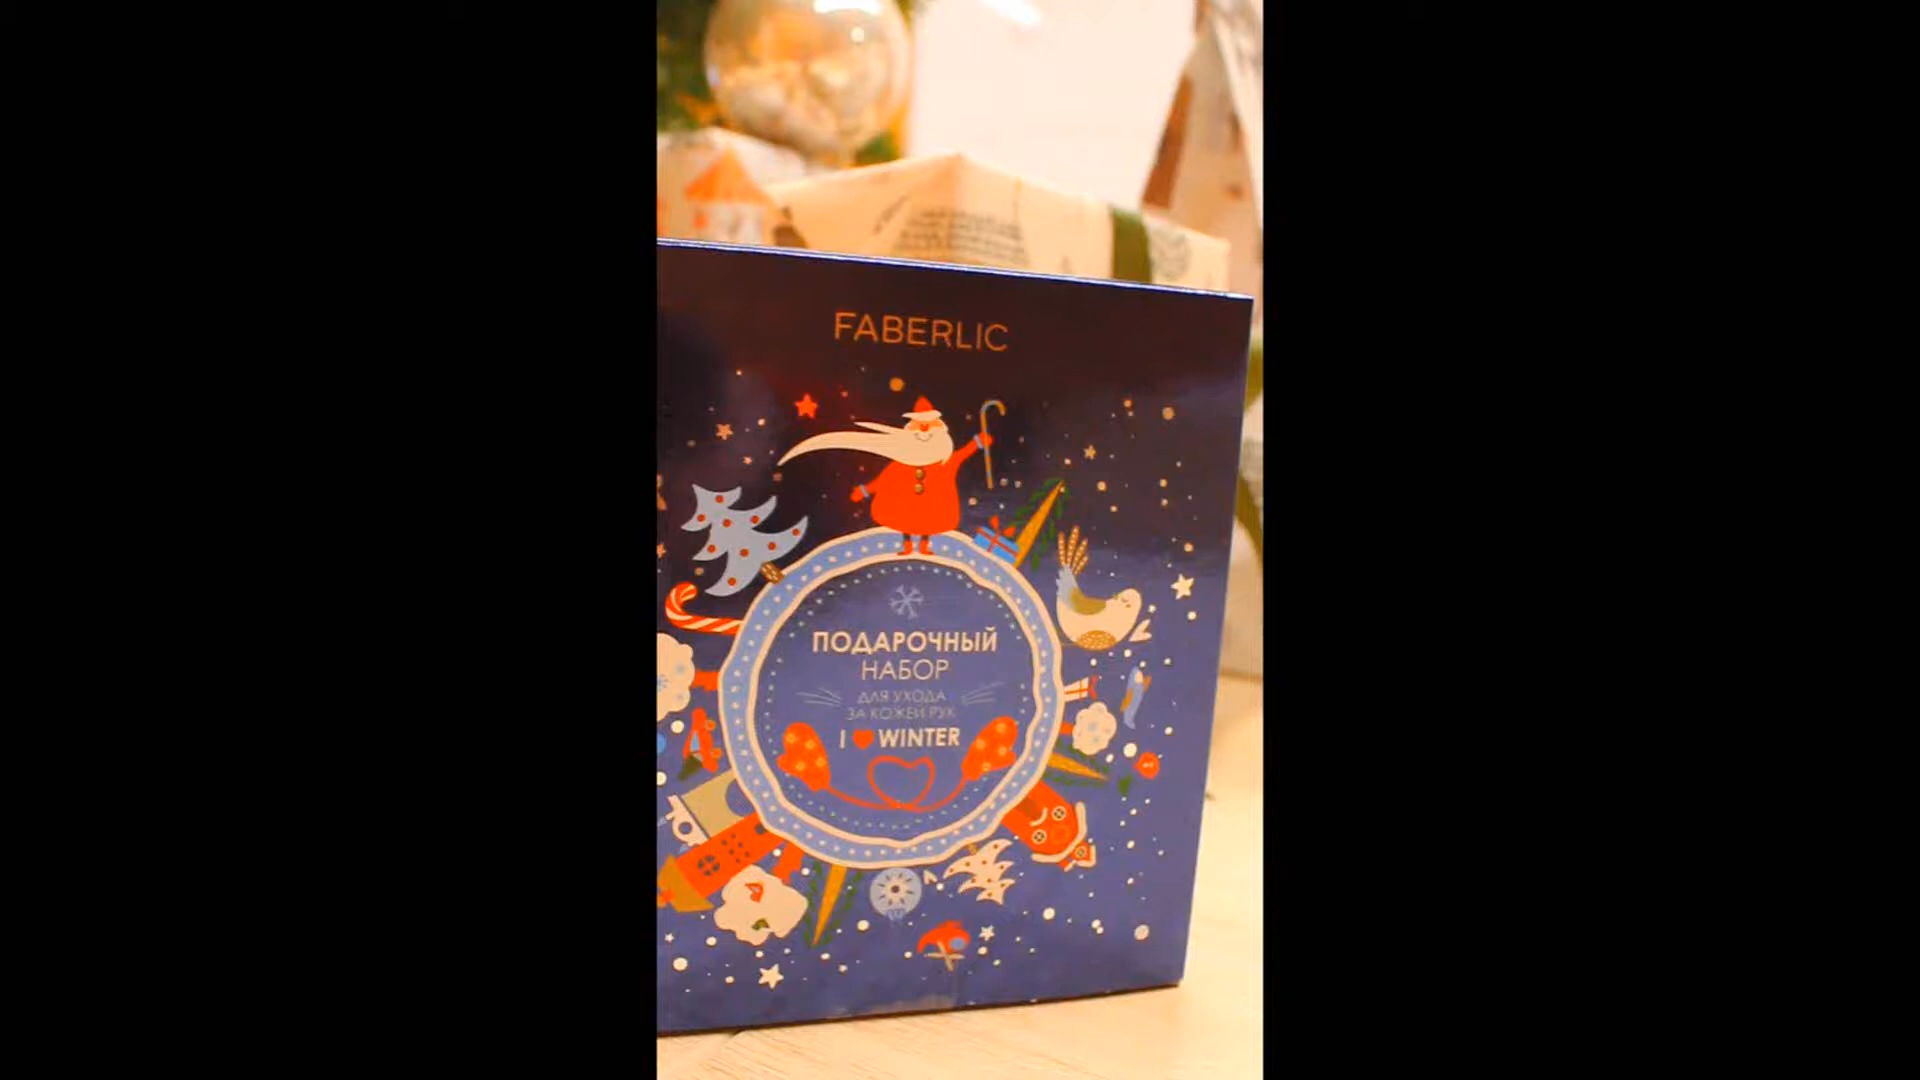 FABERLIC
ПОДАРОЧНЫЙ
НАБОР
ДЛЯ УХОДА
ЗА КОЖЕЙ РУК
I ❤ WINTER